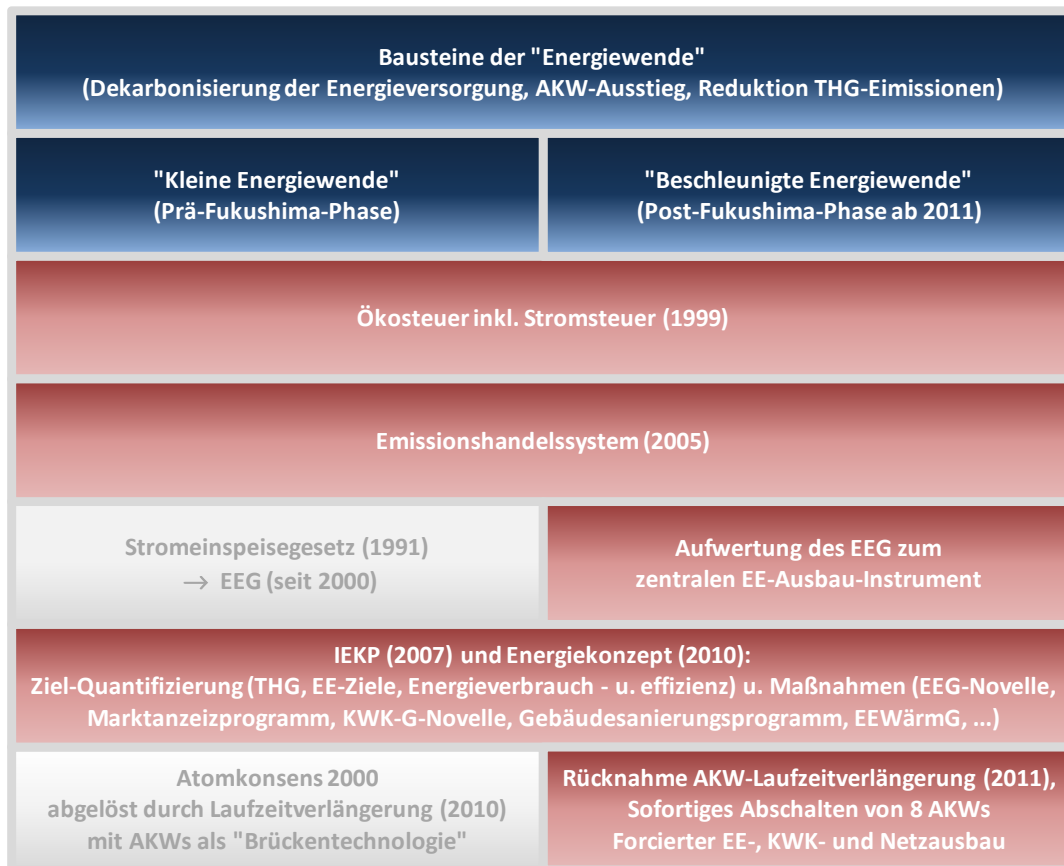 Bausteine der "Energiewende"
(Dekarbonisierung der Energieversorgung, AKW-Ausstieg, Reduktion THG-Eimissionen)
"Kleine Energiewende"
(Prä-Fukushima-Phase)
"Beschleunigte Energiewende"
(Post-Fukushima-Phase ab 2011)
Ökosteuer inkl. Stromsteuer (1999)
Emissionshandelssystem (2005)
Stromeinspeisegesetz (1991)
→ EEG (seit 2000)
Aufwertung des EEG zum
zentralen EE-Ausbau-Instrument
IEKP (2007) und Energiekonzept (2010):
Ziel-Quantifizierung (THG, EE-Ziele, Energieverbrauch - u. effizienz) u. Maßnahmen (EEG-Novelle,
Marktanzeizprogramm, KWK-G-Novelle, Gebäudesanierungsprogramm, EEWärmG, ...)
Atomkonsens 2000
abgelöst durch Laufzeitverlängerung (2010)
mit AKWs als "Brückentechnologie"
Rücknahme AKW-Laufzeitverlängerung (2011),
Sofortiges Abschalten von 8 AKWs
Forcierter EE-, KWK- und Netzausbau